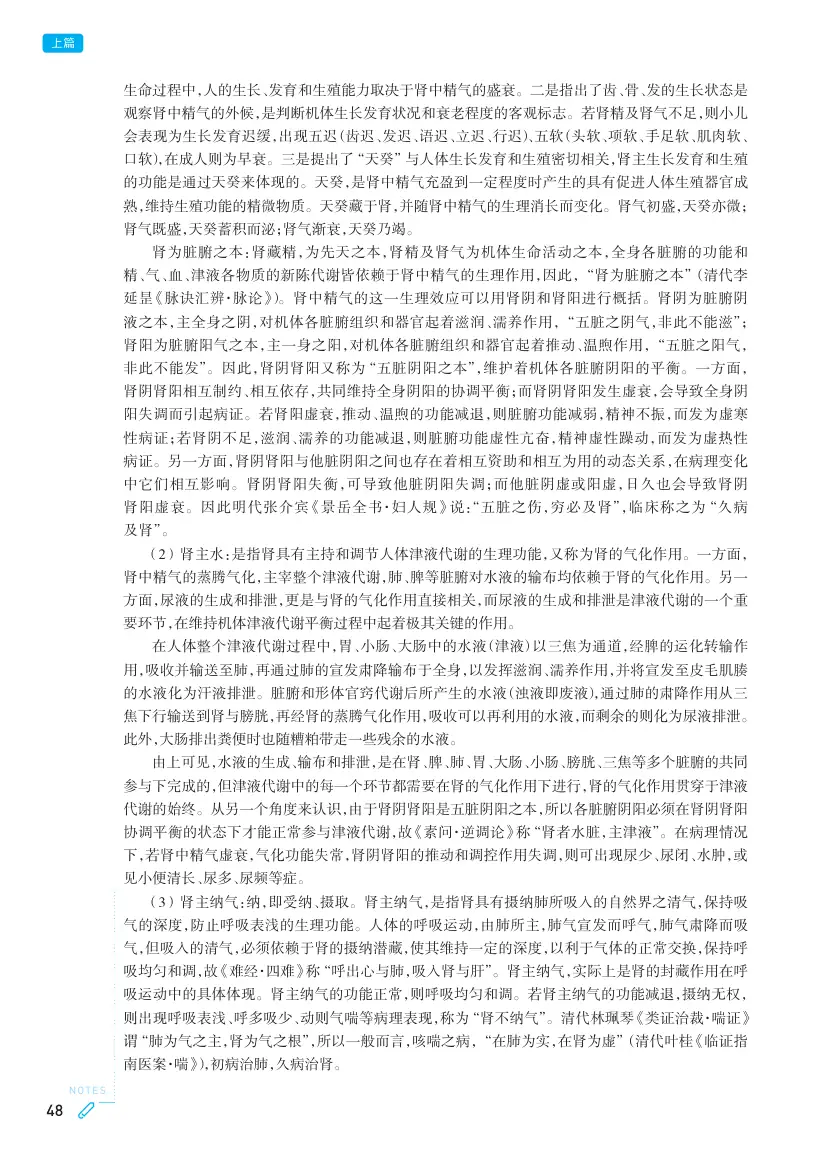 上篇
生命过程中,人的生长、发育和生殖能力取决于肾中精气的盛衰。二是指出了齿、骨、发的生长状态是
观察肾中精气的外候,是判断机体生长发育状况和衰老程度的客观标志。若肾精及肾气不足,则小儿
会表现为生长发育迟缓,出现五迟(齿迟、发迟、语迟、立迟、行迟)、五软(头软、项软、手足软、肌肉软、
口软),在成人则为早衰。三是提出了“天癸”与人体生长发育和生殖密切相关,肾主生长发育和生殖
的功能是通过天癸来体现的。天癸,是肾中精气充盈到一定程度时产生的具有促进人体生殖器官成
熟,维持生殖功能的精微物质。天癸藏于肾,并随肾中精气的生理消长而变化。肾气初盛,天癸亦微;
肾气既盛,天癸蓄积而泌;肾气渐衰,天癸乃竭。
肾为脏腑之本:肾藏精,为先天之本,肾精及肾气为机体生命活动之本,全身各脏腑的功能和
精、气、血、津液各物质的新陈代谢皆依赖于肾中精气的生理作用,因此,“肾为脏腑之本”(清代李
延昰《脉诀汇辨·脉论》)。肾中精气的这一生理效应可以用肾阴和肾阳进行概括。肾阴为脏腑阴
液之本,主全身之阴,对机体各脏腑组织和器官起着滋润、濡养作用,“五脏之阴气,非此不能滋”;
肾阳为脏腑阳气之本,主一身之阳,对机体各脏腑组织和器官起着推动、温煦作用,“五脏之阳气,
非此不能发”。因此,肾阴肾阳又称为“五脏阴阳之本”,维护着机体各脏腑阴阳的平衡。一方面,
肾阴肾阳相互制约、相互依存,共同维持全身阴阳的协调平衡;而肾阴肾阳发生虚衰,会导致全身阴
阳失调而引起病证。若肾阳虚衰,推动、温煦的功能减退,则脏腑功能减弱,精神不振,而发为虚寒
性病证;若肾阴不足,滋润、濡养的功能减退,则脏腑功能虚性亢奋,精神虚性躁动,而发为虚热性
病证。另一方面,肾阴肾阳与他脏阴阳之间也存在着相互资助和相互为用的动态关系,在病理变化
中它们相互影响。肾阴肾阳失衡,可导致他脏阴阳失调;而他脏阴虚或阳虚,日久也会导致肾阴
肾阳虚衰。因此明代张介宾《景岳全书·妇人规》说:“五脏之伤,穷必及肾”,临床称之为“久病
及肾”。
(2)肾主水:是指肾具有主持和调节人体津液代谢的生理功能,又称为肾的气化作用。一方面,
肾中精气的蒸腾气化,主宰整个津液代谢,肺、脾等脏腑对水液的输布均依赖于肾的气化作用。另一
方面,尿液的生成和排泄,更是与肾的气化作用直接相关,而尿液的生成和排泄是津液代谢的一个重
要环节,在维持机体津液代谢平衡过程中起着极其关键的作用。
在人体整个津液代谢过程中,胃、小肠、大肠中的水液(津液)以三焦为通道,经脾的运化转输作
用,吸收并输送至肺,再通过肺的宣发肃降输布于全身,以发挥滋润、濡养作用,并将宣发至皮毛肌腠
的水液化为汗液排泄。脏腑和形体官窍代谢后所产生的水液(浊液即废液),通过肺的肃降作用从三
焦下行输送到肾与膀胱,再经肾的蒸腾气化作用,吸收可以再利用的水液,而剩余的则化为尿液排泄。
此外,大肠排出粪便时也随糟粕带走一些残余的水液。
由上可见,水液的生成、输布和排泄,是在肾、脾、肺、胃、大肠、小肠、膀胱、三焦等多个脏腑的共同
参与下完成的,但津液代谢中的每一个环节都需要在肾的气化作用下进行,肾的气化作用贯穿于津液
代谢的始终。从另一个角度来认识,由于肾阴肾阳是五脏阴阳之本,所以各脏腑阴阳必须在肾阴肾阳
协调平衡的状态下才能正常参与津液代谢,故《素问·逆调论》称“肾者水脏,主津液”。在病理情况
下,若肾中精气虚衰,气化功能失常,肾阴肾阳的推动和调控作用失调,则可出现尿少、尿闭、水肿,或
见小便清长、尿多、尿频等症。
(3)肾主纳气:纳,即受纳、摄取。肾主纳气,是指肾具有摄纳肺所吸入的自然界之清气,保持吸
气的深度,防止呼吸表浅的生理功能。人体的呼吸运动,由肺所主,肺气宣发而呼气,肺气肃降而吸
气,但吸入的清气,必须依赖于肾的摄纳潜藏,使其维持一定的深度,以利于气体的正常交换,保持呼
吸均匀和调,故《难经·四难》称“呼出心与肺,吸入肾与肝”。肾主纳气,实际上是肾的封藏作用在呼
吸运动中的具体体现。肾主纳气的功能正常,则呼吸均匀和调。若肾主纳气的功能减退,摄纳无权,
则出现呼吸表浅、呼多吸少、动则气喘等病理表现,称为“肾不纳气”。清代林珮琴《类证治裁·喘证》
谓“肺为气之主,肾为气之根”,所以一般而言,咳喘之病,“在肺为实,在肾为虚”(清代叶桂《临证指
南医案·喘》),初病治肺,久病治肾。
NOTES
48